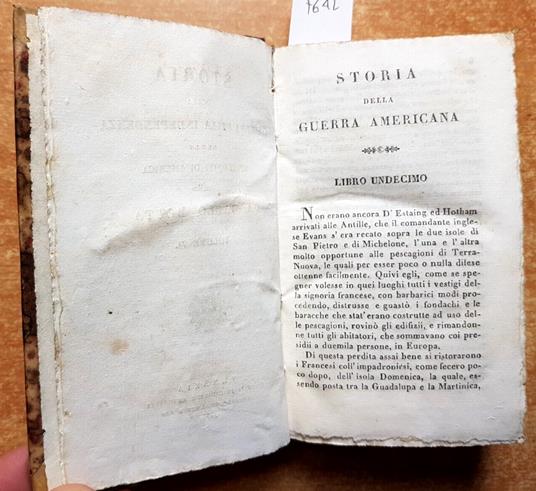 1642
STORIA
DELLA
GUERRA AMERICANA
LIBRO UNDECIMO
Non erano ancora D' Estaing ed Hotham
arrivati alle Antille, che il comandante ingle-
se Evans s' era recato sopra le due isole di
San Pietro e di Michelone, l' una e l' altra
molto opportune alle pescagioni di Terra-
Nuova, le quali per esser poco o nulla difese
ottenne facilmente. Quivi egli, come se spe-
gner volesse in que' luoghi tutti i vestigi del-
la signoria francese, con barbarici modi pro-
cedendo, distrusse e guastò i fondachi e le
baracche che stat' erano costrutte ad uso del-
le pescagioni, rovinò gli edifizii, e rimandon-
ne tutti gli abitatori, che sommavano coi pre-
sidii a duemila persone, in Europa.
Di questa perdita assai bene si ristorarono
i Francesi coll' impadronirsi, come fecero po-
co dopo, dell' isola Domenica, la quale, es-
sendo posta tra la Guadalupa e la Martinica,